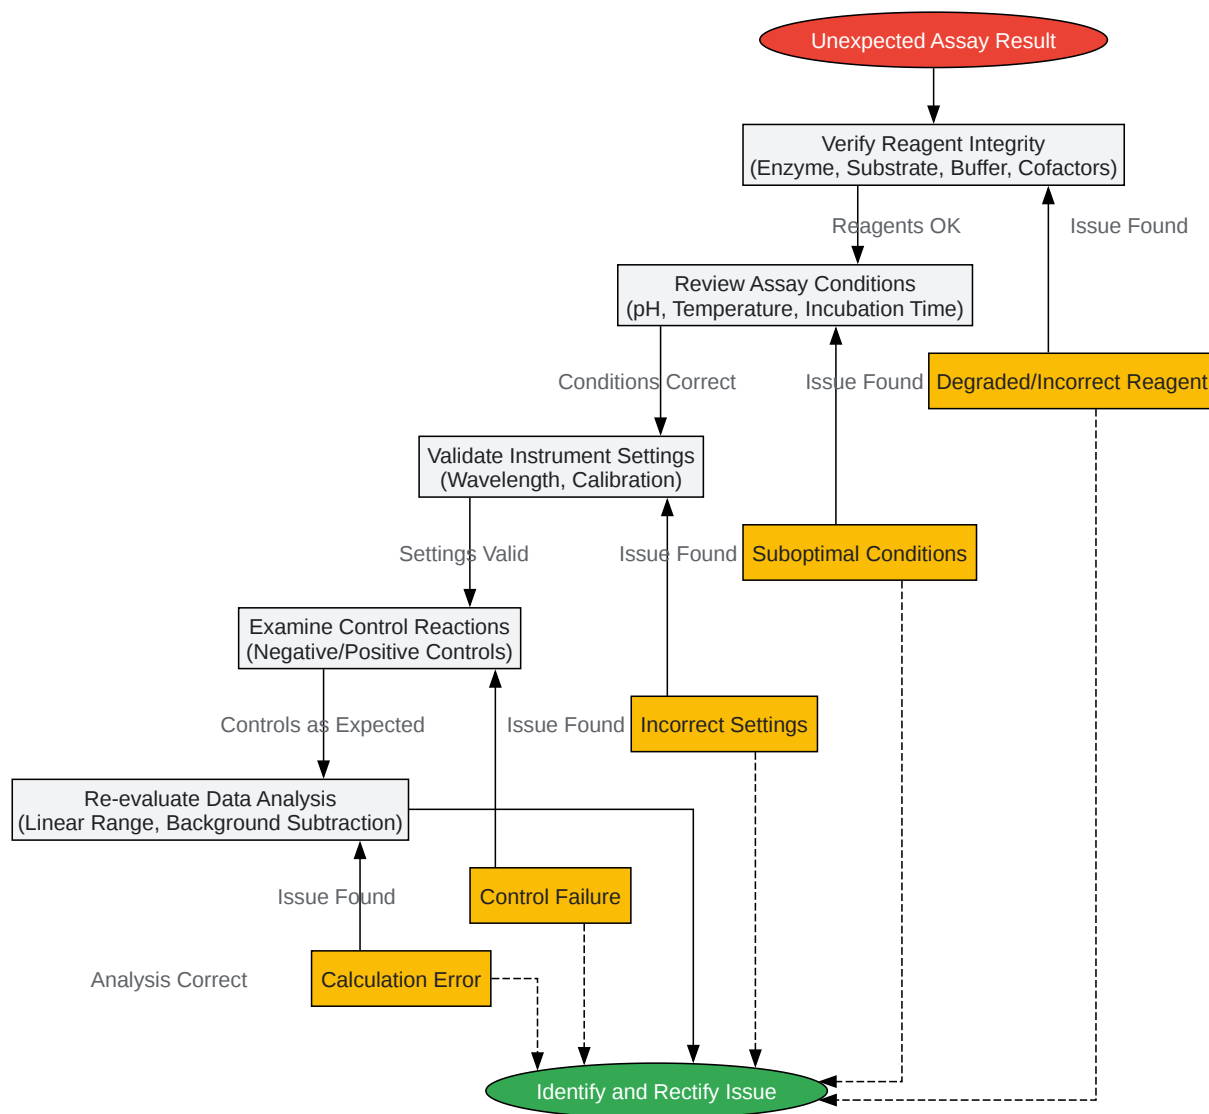 Unexpected Assay Result
Verify Reagent Integrity
(Enzyme, Substrate, Buffer, Cofactors)
Reagents OK
Issue Found
Review Assay Conditions
(pH, Temperature, Incubation Time)
Conditions Correct
Issue Found
Degraded/Incorrect Reagent
Validate Instrument Settings
(Wavelength, Calibration)
Settings Valid
Issue Found
Suboptimal Conditions
Examine Control Reactions
(Negative/Positive Controls)
Controls as Expected
Issue Found
Incorrect Settings
Re-evaluate Data Analysis
(Linear Range, Background Subtraction)
Issue Found
Control Failure
Analysis Correct
Calculation Error
Identify and Rectify Issue